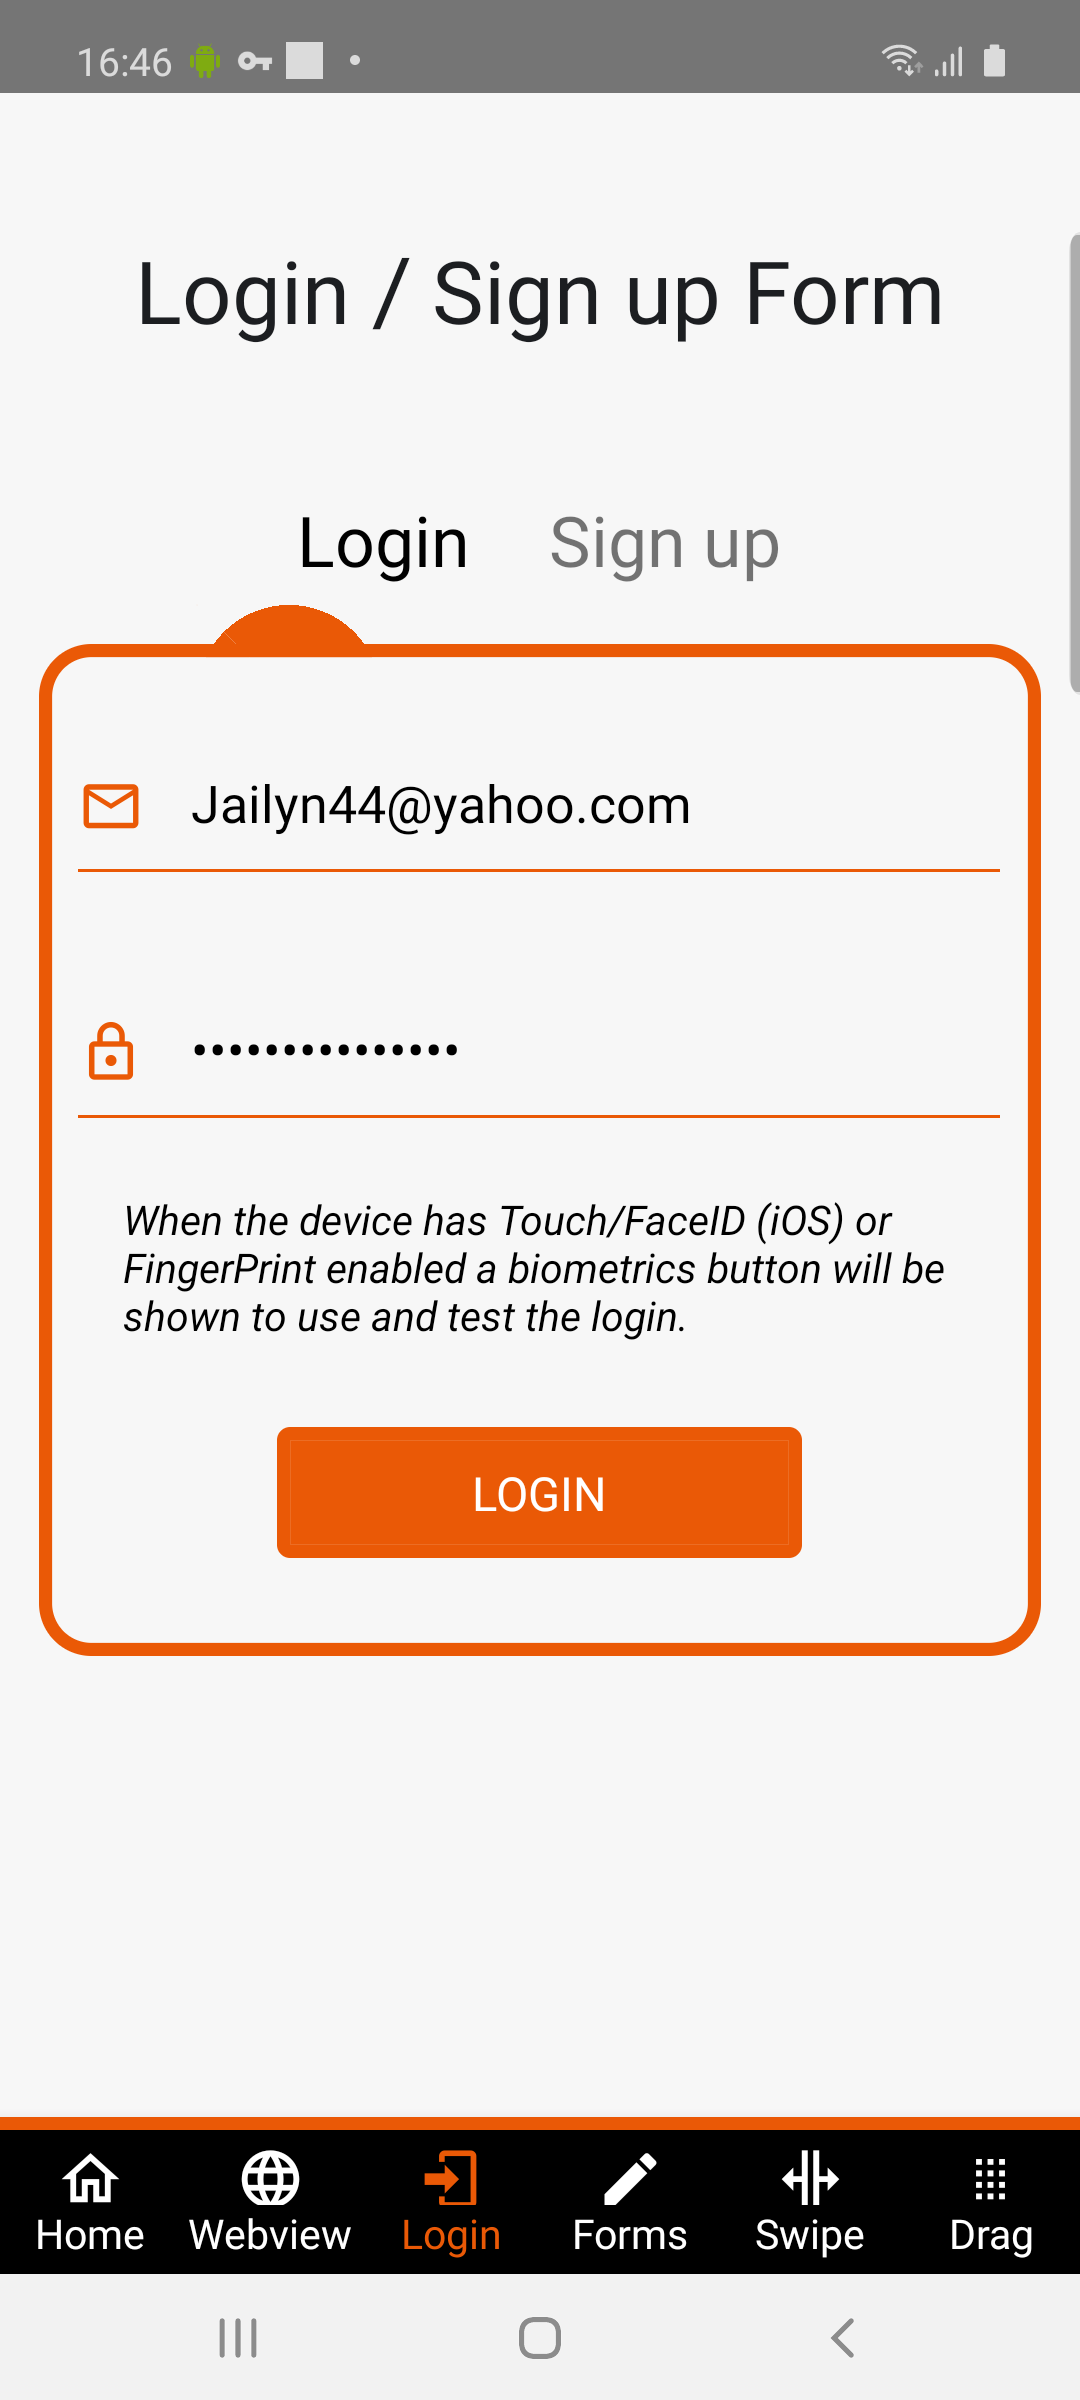 16:46
Login / Sign up Form
Login Sign up
Jailyn44@yahoo.com
•••••••••••••••
When the device has Touch/FaceID (iOS) or
FingerPrint enabled a biometrics button will be
shown to use and test the login.
LOGIN
Home Webview Login Forms Swipe Drag